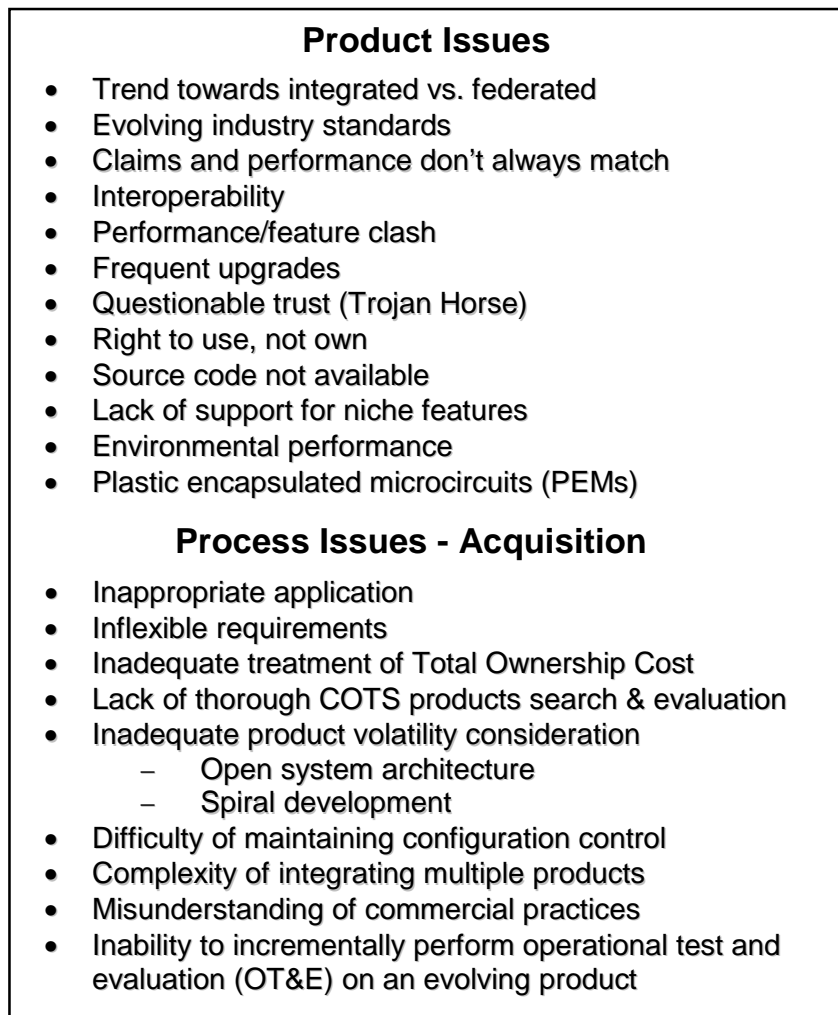 Product Issues
• Trend towards integrated vs. federated
• Evolving industry standards
• Claims and performance don't always match
• Interoperability
• Performance/feature clash
• Frequent upgrades
• Questionable trust (Trojan Horse)
• Right to use, not own
• Source code not available
• Lack of support for niche features
• Environmental performance
• Plastic encapsulated microcircuits (PEMs)
Process Issues - Acquisition
• Inappropriate application
• Inflexible requirements
• Inadequate treatment of Total Ownership Cost
• Lack of thorough COTS products search & evaluation
• Inadequate product volatility consideration
– Open system architecture
– Spiral development
• Difficulty of maintaining configuration control
• Complexity of integrating multiple products
• Misunderstanding of commercial practices
• Inability to incrementally perform operational test and
evaluation (OT&E) on an evolving product